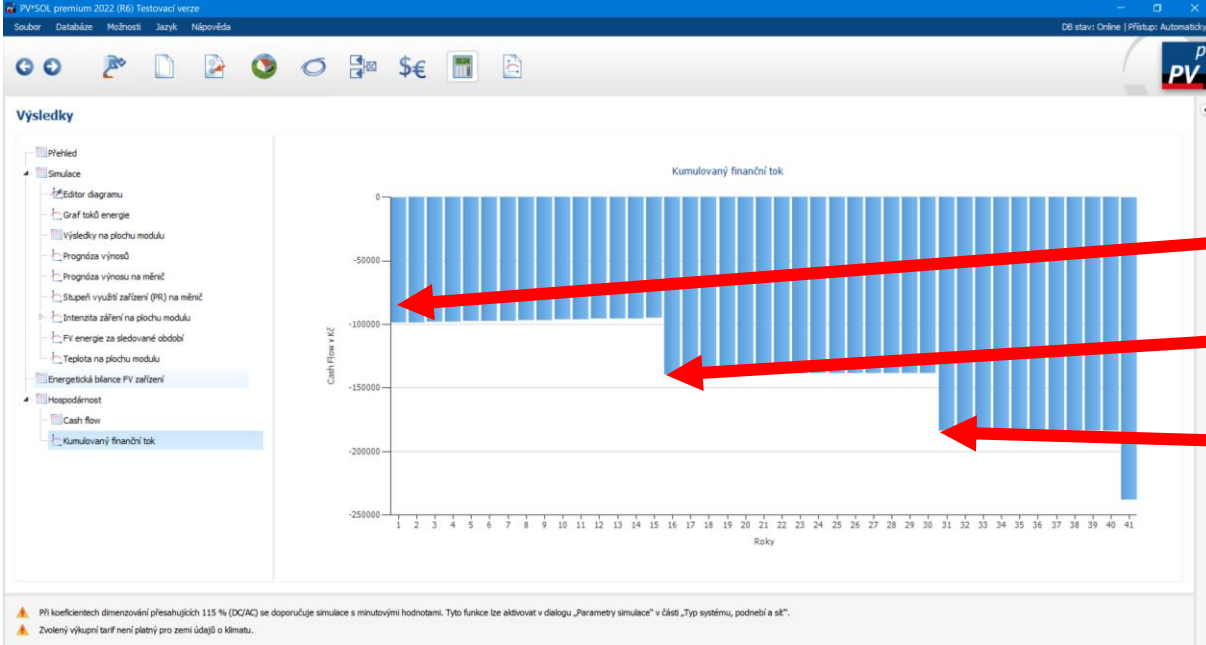 PV*SOL premium 2022 (R6) Testovací verze
Soubor Databáze Možnosti Jazyk Nápověda
DB stav: Online | Přístup: Automaticky
$€
p
PV
Výsledky
Přehled
Simulace
Editor diagramu
Graf toků energie
Výsledky na plochu modulu
Prognóza výnosů
Prognóza výnosu na měnič
Stupeň využití zařízení (PR) na měnič
Intenzita záření na plochu modulu
FV energie za sledované období
Teplota na plochu modulu
Energetická bilance FV zařízení
Hospodárnost
Cash flow
Kumulovaný finanční tok
Kumulovaný finanční tok
0
-50000
-100000
-150000
-200000
-250000
Cash Flow v Kč
1 2 3 4 5 6 7 8 9 10 11 12 13 14 15 16 17 18 19 20 21 22 23 24 25 26 27 28 29 30 31 32 33 34 35 36 37 38 39 40 41
Roky
Při koeficientech dimenzování přesahujících 115 % (DC/AC) se doporučuje simulace s minutovými hodnotami. Tyto funkce lze aktivovat v dialogu „Parametry simulace“ v části „Typ systému, podnebí a síť“.
Zvolený výkupní tarif není platný pro zemi údajů o klimatu.